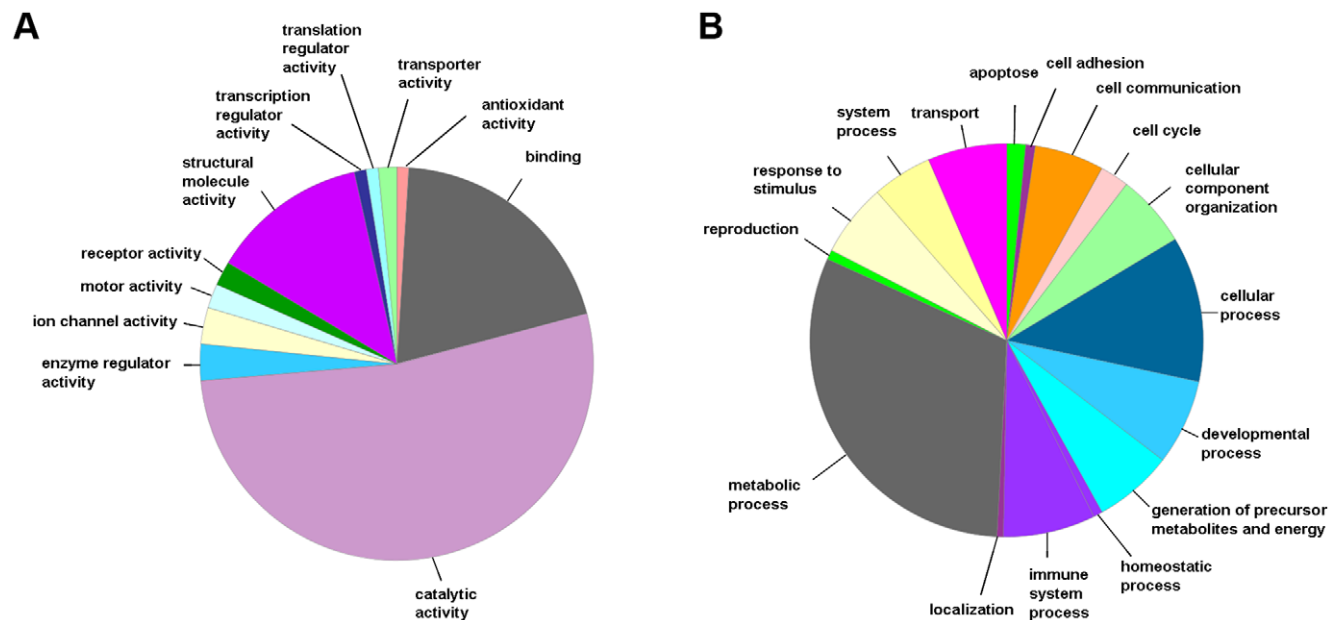 A
translation
regulator
activity
transporter
activity
transcription
regulator
activity
antioxidant
activity
structural
molecule
activity
binding
receptor activity
motor activity
ion channel activity
enzyme regulator
activity
catalytic
activity
B
apoptose
cell adhesion
cell communication
system
process
transport
cell cycle
response to
stimulus
cellular
component
organization
reproduction
cellular
process
developmental
process
metabolic
process
generation of precursor
metabolites and energy
homeostatic
process
immune
system
process
localization